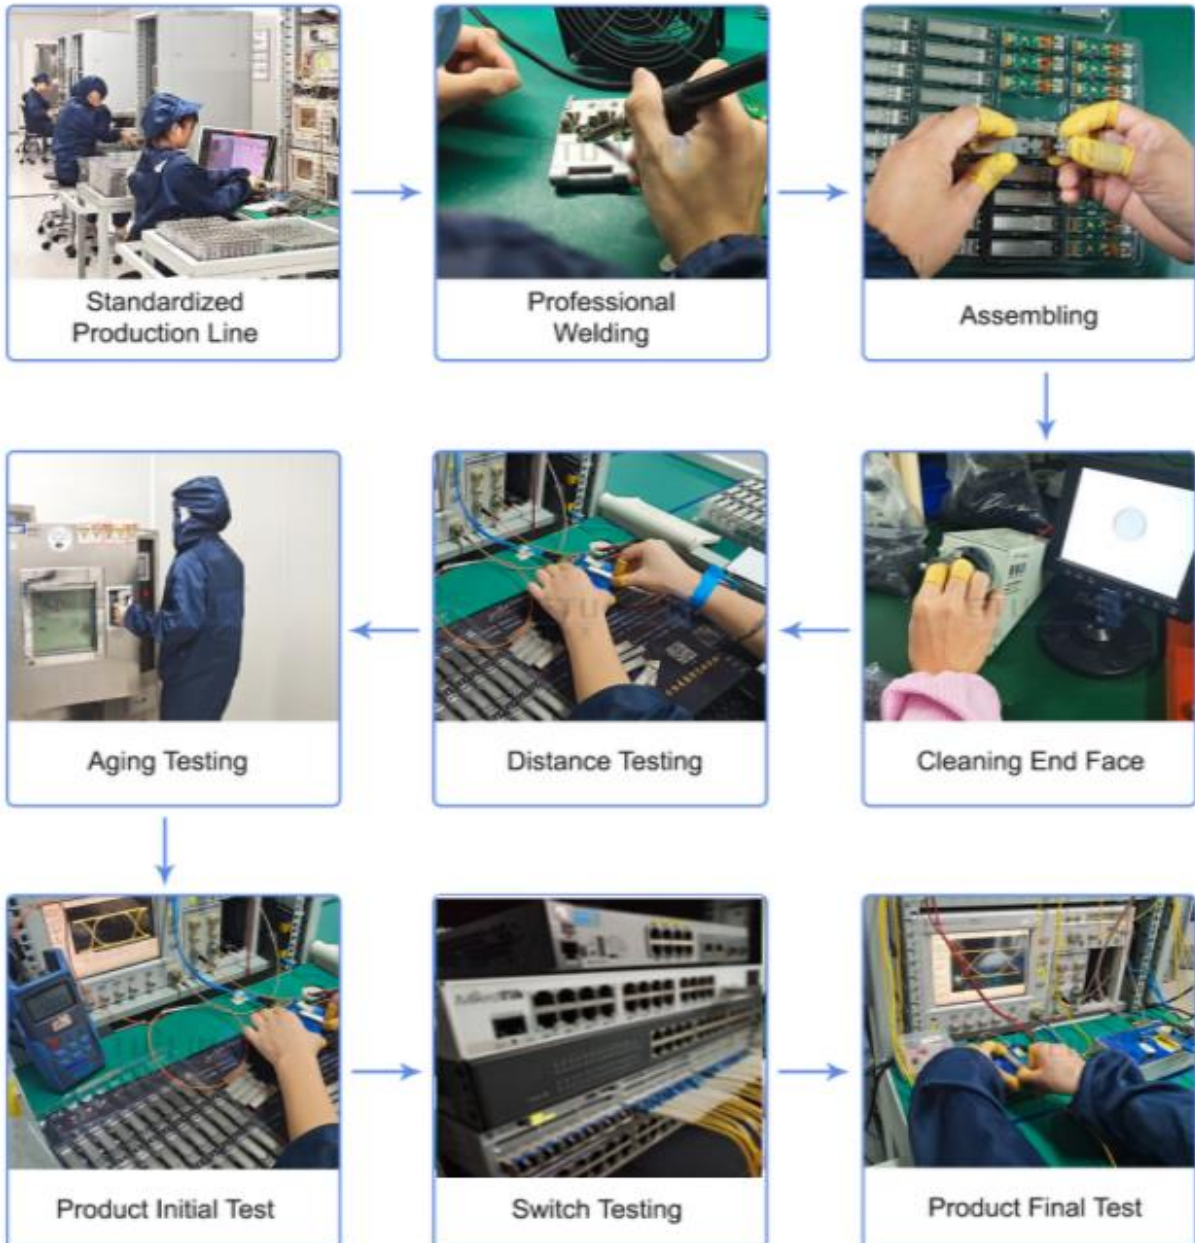 Standardized
Production Line
Professional
Welding
Assembling
Aging Testing
Distance Testing
Cleaning End Face
Product Initial Test
Switch Testing
Product Final Test